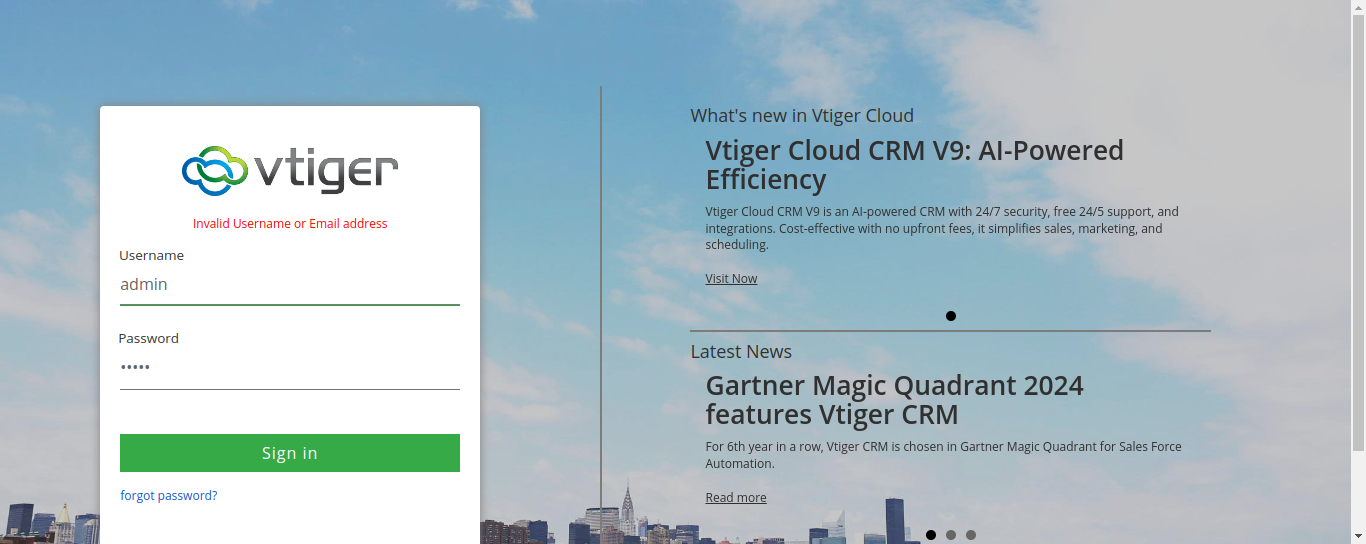 vtiger
Invalid Username or Email address
Username
admin
Password
•••••
Sign in
forgot password?
What's new in Vtiger Cloud
Vtiger Cloud CRM V9: AI-Powered
Efficiency
Vtiger Cloud CRM V9 is an AI-powered CRM with 24/7 security, free 24/5 support, and
integrations. Cost-effective with no upfront fees, it simplifies sales, marketing, and
scheduling.
Visit Now
Latest News
Gartner Magic Quadrant 2024
features Vtiger CRM
For 6th year in a row, Vtiger CRM is chosen in Gartner Magic Quadrant for Sales Force
Automation.
Read more